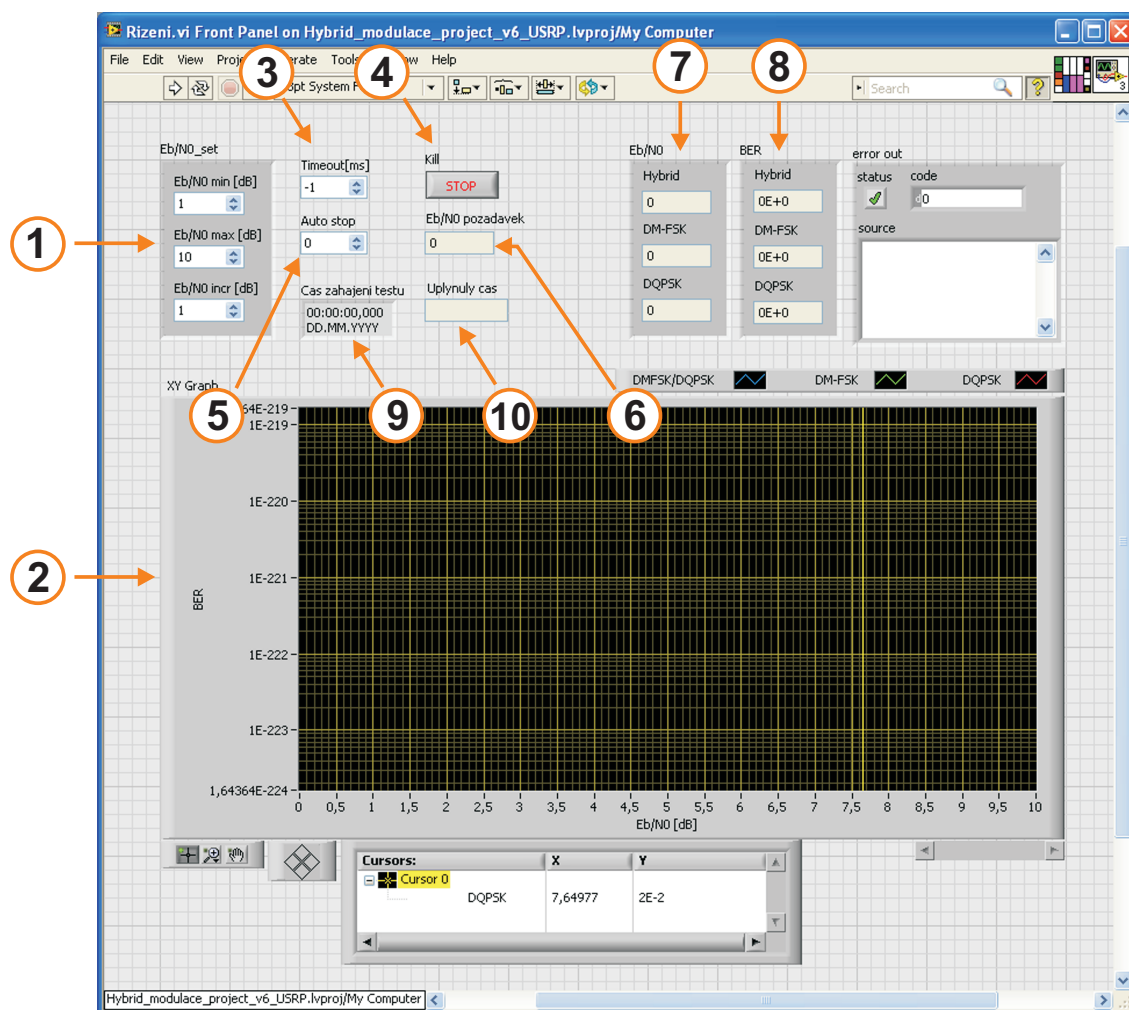 Rizeni.vi Front Panel on Hybrid_modulace_project_v6_USRP.lvproj/My Computer
File Edit View Proje erate Tools w Help
3
4
7
8
3pt System F
Search
3
Eb/N0_set
Eb/N0 min [dB]
1
Eb/N0 max [dB]
10
Eb/N0 incr [dB]
1
1
Timeout[ms]
-1
Auto stop
0
Cas zahajeni testu
00:00:00,000
DD.MM.YYYY
Kill
STOP
Eb/N0 pozadavek
0
Uplynuly cas
Eb/N0
Hybrid
0
DM-FSK
0
DQPSK
0
BER
Hybrid
0E+0
DM-FSK
0E+0
DQPSK
0E+0
error out
status
code
d0
source
5
9
10
6
XY Graph
DMFSK/DQPSK
DM-FSK
DQPSK
64E-219
1E-219
1E-220
2
1E-221
BER
1E-222
1E-223
1,64364E-224
0 0,5 1 1,5 2 2,5 3 3,5 4 4,5 5 5,5 6 6,5 7 7,5 8 8,5 9 9,5 10
Eb/N0 [dB]
Cursors: X Y
Cursor 0
DQPSK 7,64977 2E-2
Hybrid_modulace_project_v6_USRP.lvproj/My Computer